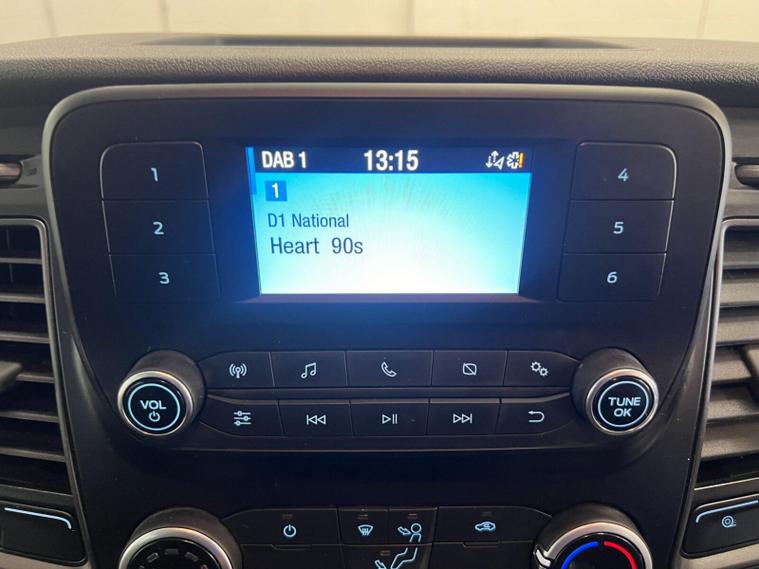 DAB 1 13:15
1
D1 National
Heart 90s
1
2
3
4
5
6
VOL
TUNE
OK